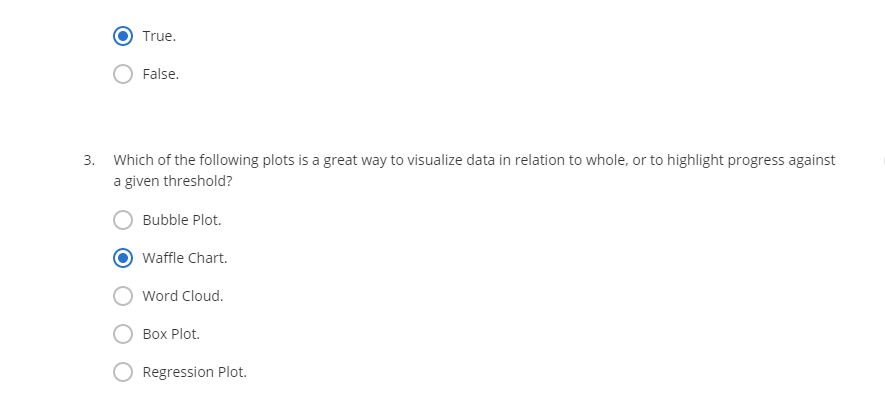 True.
False.
3. Which of the following plots is a great way to visualize data in relation to whole, or to highlight progress against
a given threshold?
Bubble Plot.
Waffle Chart.
Word Cloud.
Box Plot.
Regression Plot.